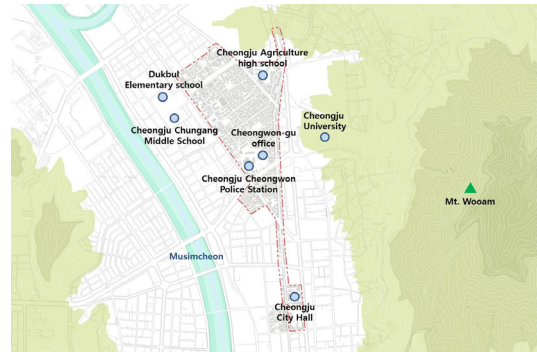 Cheongju Agriculture
high school
Dukbul
Elementary school
Cheongju Chungang
Middle School
Cheongju
University
Cheongwon-gu
office
Cheongju Cheongwon
Police Station
Mt. Wooam
Musimcheon
Cheongju
City Hall